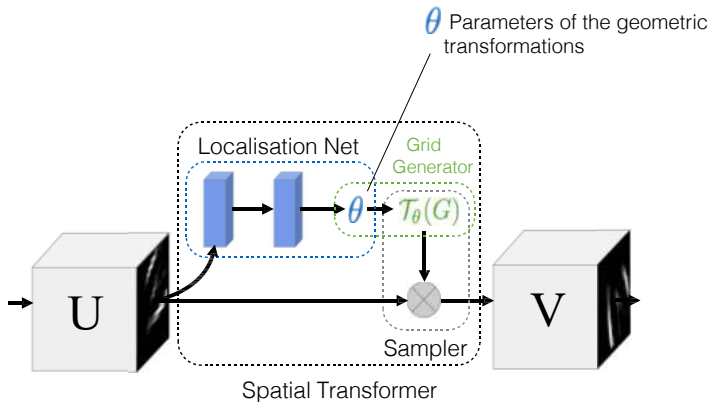 θ Parameters of the geometric
transformations
Localisation Net
Grid
Generator
θ
𝒯θ(G)
U
V
Sampler
Spatial Transformer